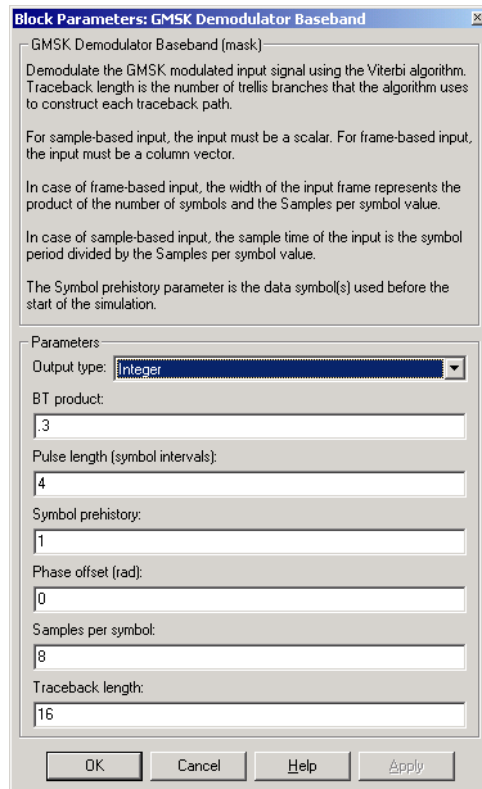 Block Parameters: GMSK Demodulator Baseband
GMSK Demodulator Baseband (mask)
Demodulate the GMSK modulated input signal using the Viterbi algorithm.
Traceback length is the number of trellis branches that the algorithm uses
to construct each traceback path.
For sample-based input, the input must be a scalar. For frame-based input,
the input must be a column vector.
In case of frame-based input, the width of the input frame represents the
product of the number of symbols and the Samples per symbol value.
In case of sample-based input, the sample time of the input is the symbol
period divided by the Samples per symbol value.
The Symbol prehistory parameter is the data symbol(s) used before the
start of the simulation.
Parameters
Output type: Integer
BT product:
.3
Pulse length (symbol intervals):
4
Symbol prehistory:
1
Phase offset (rad):
0
Samples per symbol:
8
Traceback length:
16
OK Cancel Help Apply